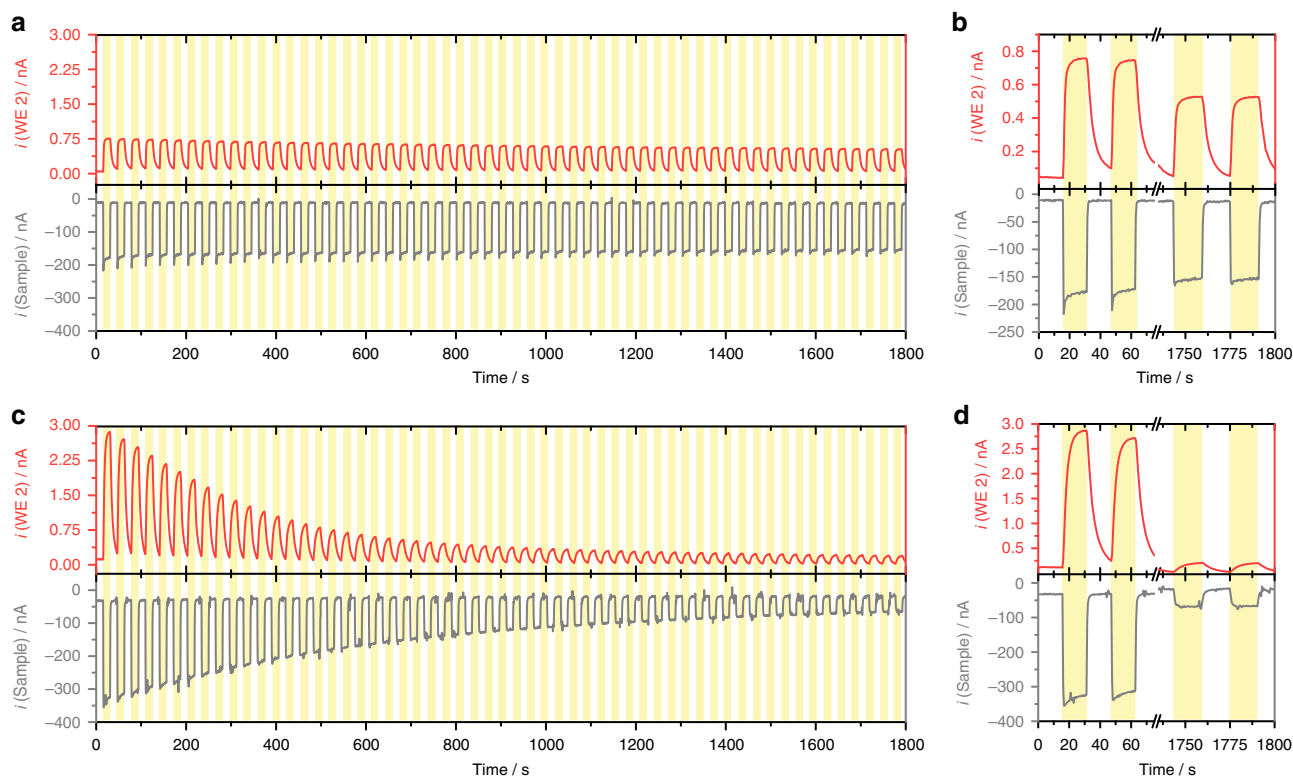 a
3.00
2.25
1.50
0.75
0.00
i (WE 2) / nA
0
−100
−200
−300
−400
i (Sample) / nA
0 200 400 600 800 1000 1200 1400 1600 1800
Time / s
b
0.8
0.6
0.4
0.2
i (WE 2) / nA
0
−50
−100
−150
−200
−250
i (Sample) / nA
0 20 40 60 1750 1775 1800
Time / s
c
3.00
2.25
1.50
0.75
0.00
i (WE 2) / nA
0
−100
−200
−300
−400
i (Sample) / nA
0 200 400 600 800 1000 1200 1400 1600 1800
Time / s
d
3.0
2.5
2.0
1.5
1.0
0.5
i (WE 2) / nA
0
−100
−200
−300
−400
i (Sample) / nA
0 20 40 60 1750 1775 1800
Time / s